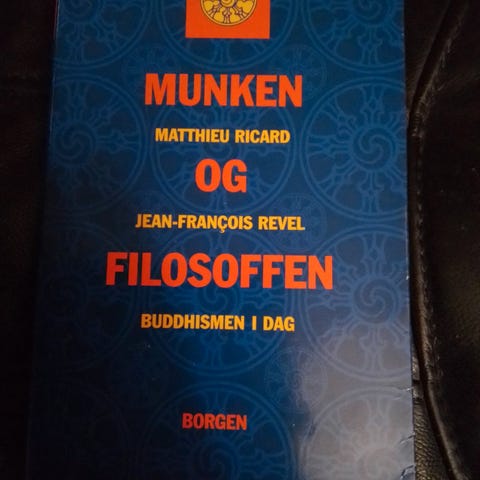 MUNKEN
MATTHIEU RICARD
OG
JEAN-FRANÇOIS REVEL
FILOSOFFEN
BUDDHISMEN I DAG
BORGEN